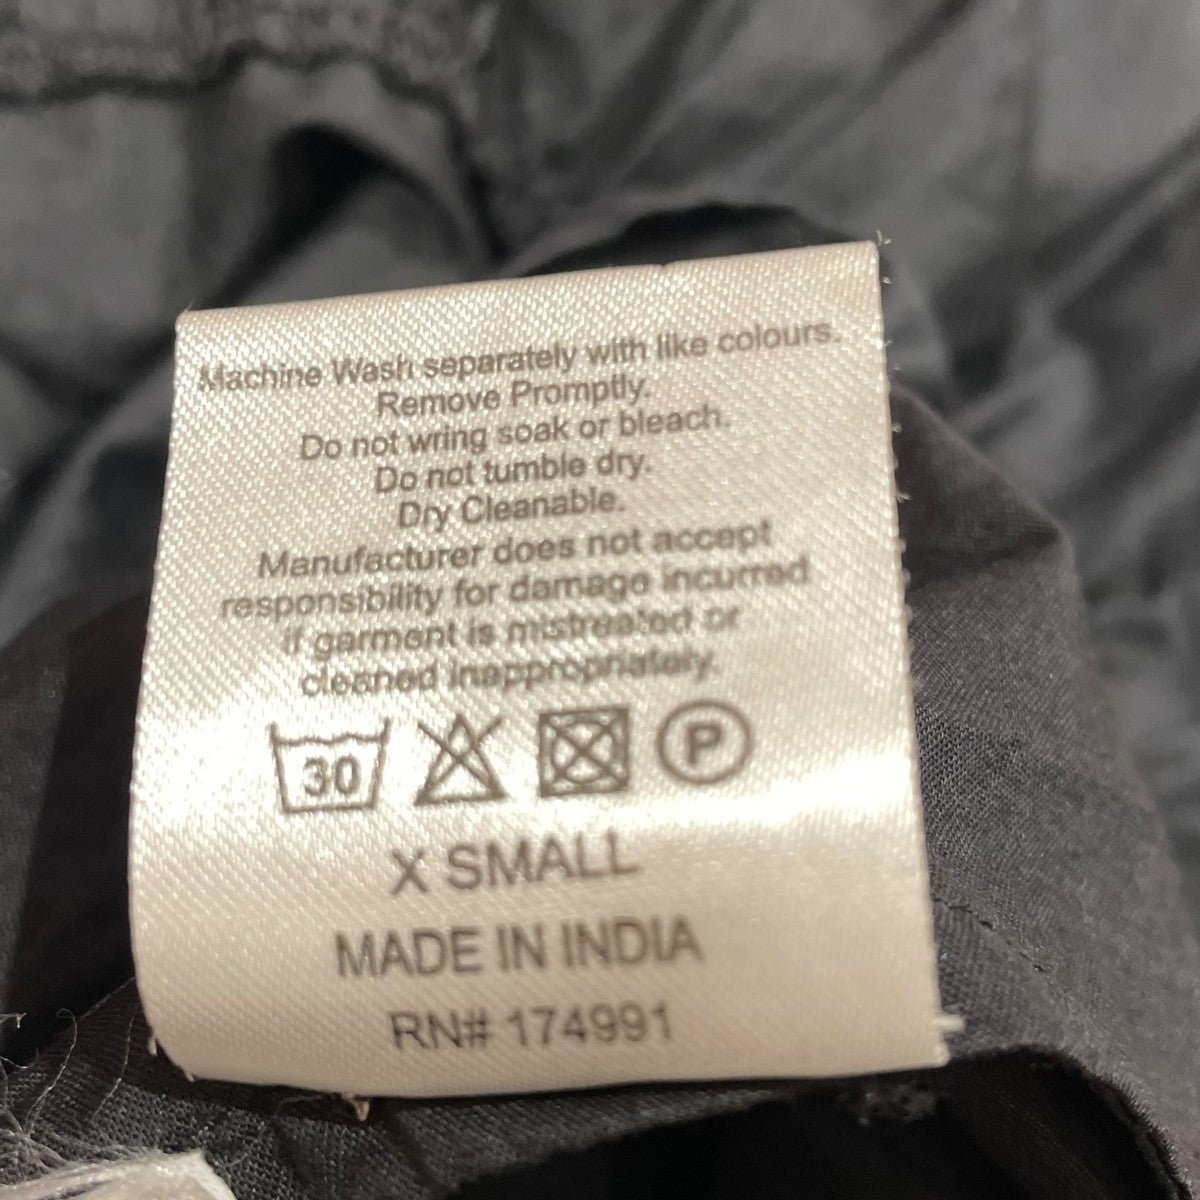 Machine Wash separately with like colours.
Remove Promptly.
Do not wring soak or bleach.
Do not tumble dry.
Dry Cleanable.
Manufacturer does not accept
responsibility for damage incurred
if garment is mistreated or
cleaned inappropriately.
30 P
X SMALL
MADE IN INDIA
RN# 174991